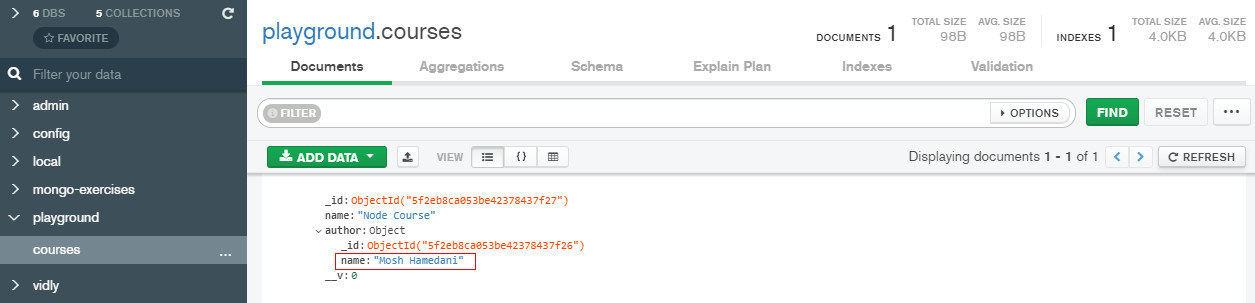 6 DBS 5 COLLECTIONS
FAVORITE
Filter your data
admin
config
local
mongo-exercises
playground
courses ...
vidly
playground.courses
DOCUMENTS 1 TOTAL SIZE 98B AVG. SIZE 98B INDEXES 1 TOTAL SIZE 4.0KB AVG. SIZE 4.0KB
Documents Aggregations Schema Explain Plan Indexes Validation
FILTER OPTIONS FIND RESET ...
ADD DATA VIEW { } Displaying documents 1 - 1 of 1 < > REFRESH
_id:ObjectId("5f2eb8ca053be42378437f27")
name:"Node Course"
author:Object
_id:ObjectId("5f2eb8ca053be42378437f26")
name:"Mosh Hamedani"
__v:0